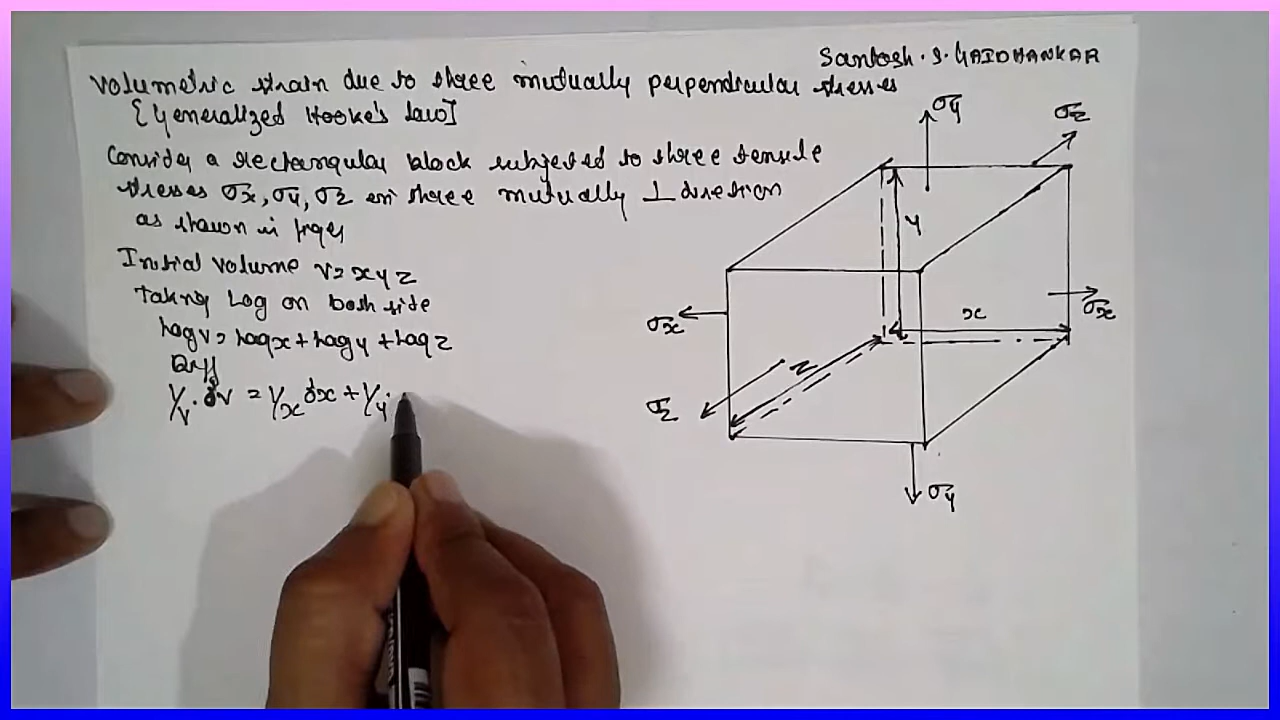 Santosh.S.GAIDHANKAR
Volumetric strain due to three mutually perpendicular stresses
[Generalized Hooke's law]
Consider a rectangular block subjected to three tensile
stresses σx, σy, σz in three mutually ⊥ direction
as shown in
Initial volume V = x y z
Taking Log on both side
log v = log x + log y + log z
Diff
1/v . δv = 1/x δx + 1/y .
σy
σz
y
x
σx
σx
z
σz
σy